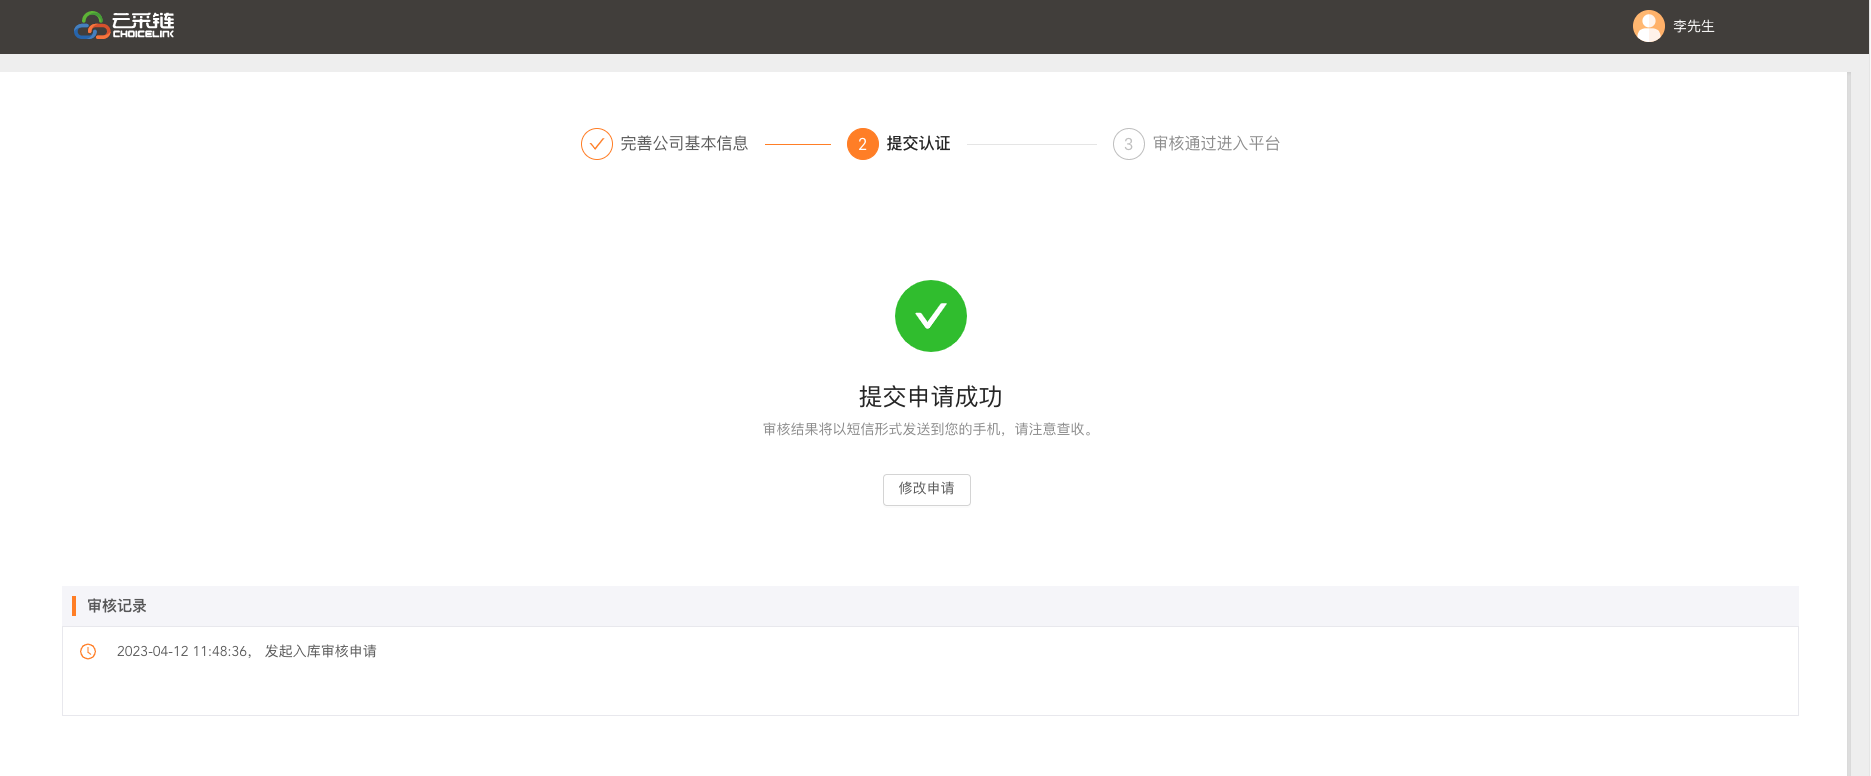 云采链
CHOICELINK
李先生
完善公司基本信息
2 提交认证
3 审核通过进入平台
提交申请成功
审核结果将以短信形式发送到您的手机，请注意查收。
修改申请
审核记录
2023-04-12 11:48:36， 发起入库审核申请